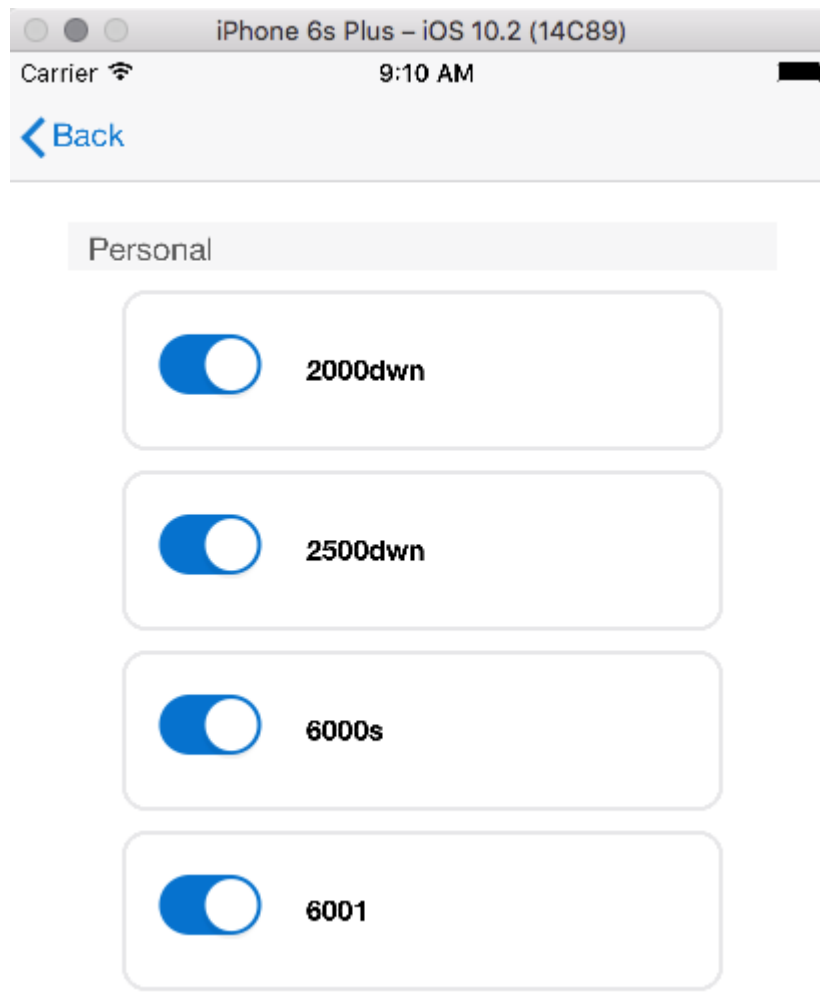 iPhone 6s Plus – iOS 10.2 (14C89)
Carrier 9:10 AM
Back
Personal
2000dwn
2500dwn
6000s
6001